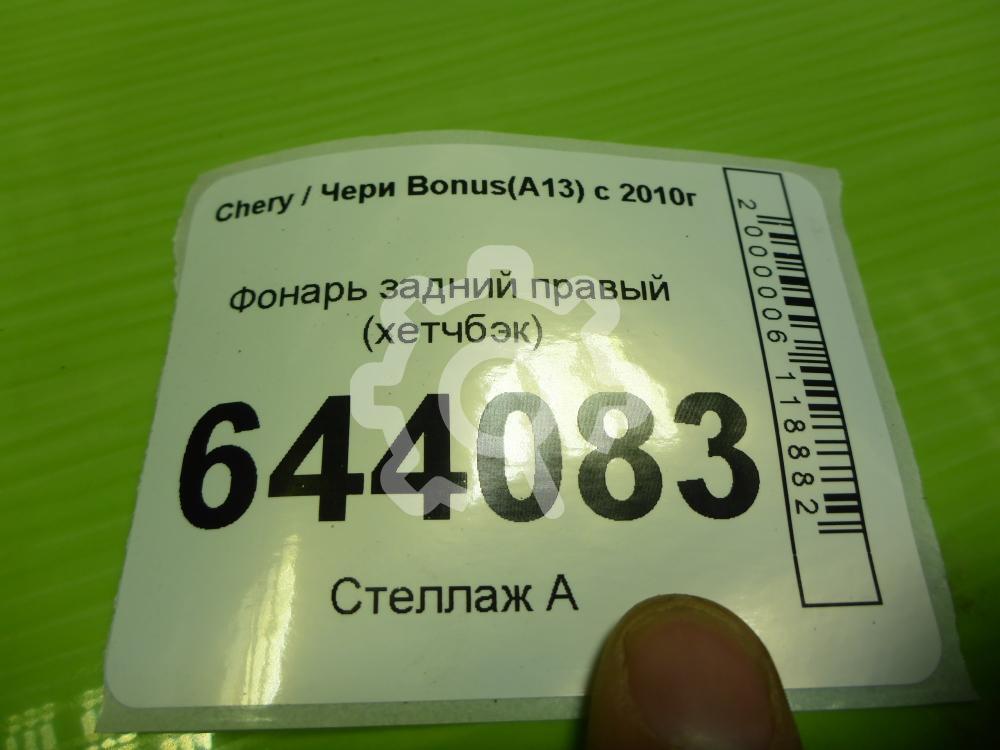 Chery / Чери Bonus(A13) с 2010г
Фонарь задний правый
(хетчбэк)
644083
Стеллаж А
2000006118882